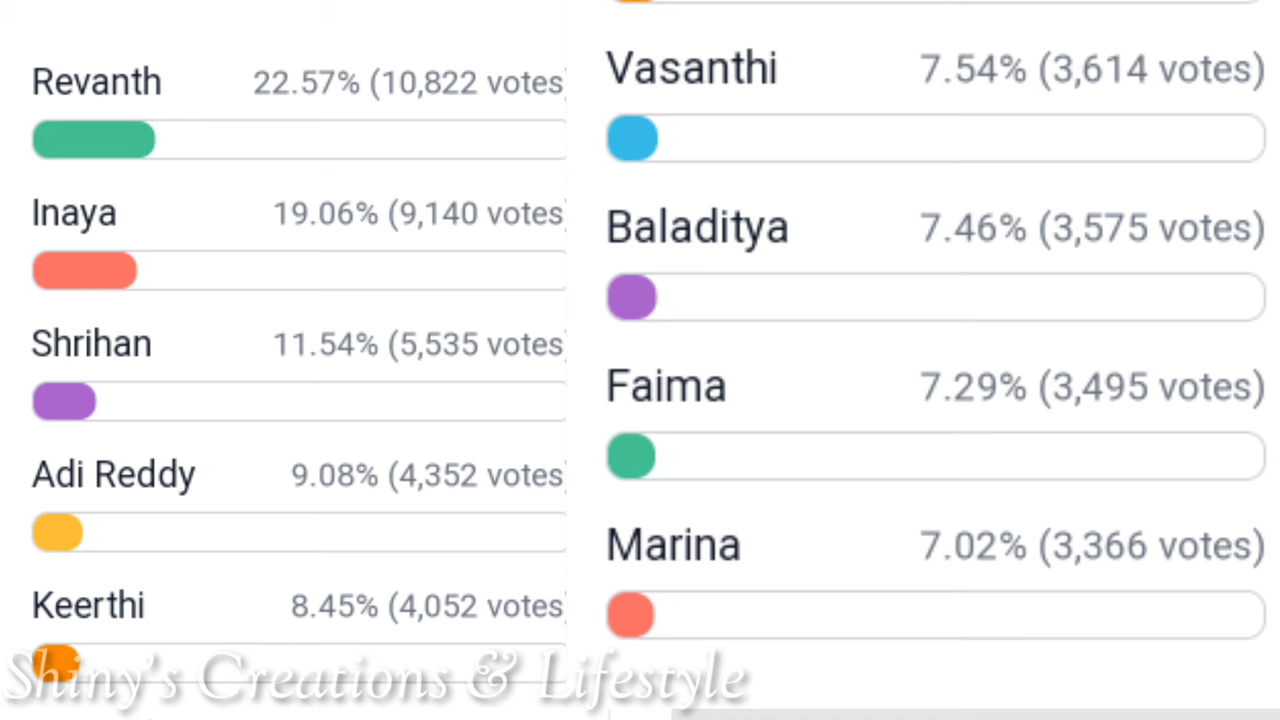 Revanth 22.57% (10,822 votes)
Inaya 19.06% (9,140 votes)
Shrihan 11.54% (5,535 votes)
Adi Reddy 9.08% (4,352 votes)
Keerthi 8.45% (4,052 votes)
Vasanthi 7.54% (3,614 votes)
Baladitya 7.46% (3,575 votes)
Faima 7.29% (3,495 votes)
Marina 7.02% (3,366 votes)
Shiny's Creations & Lifestyle